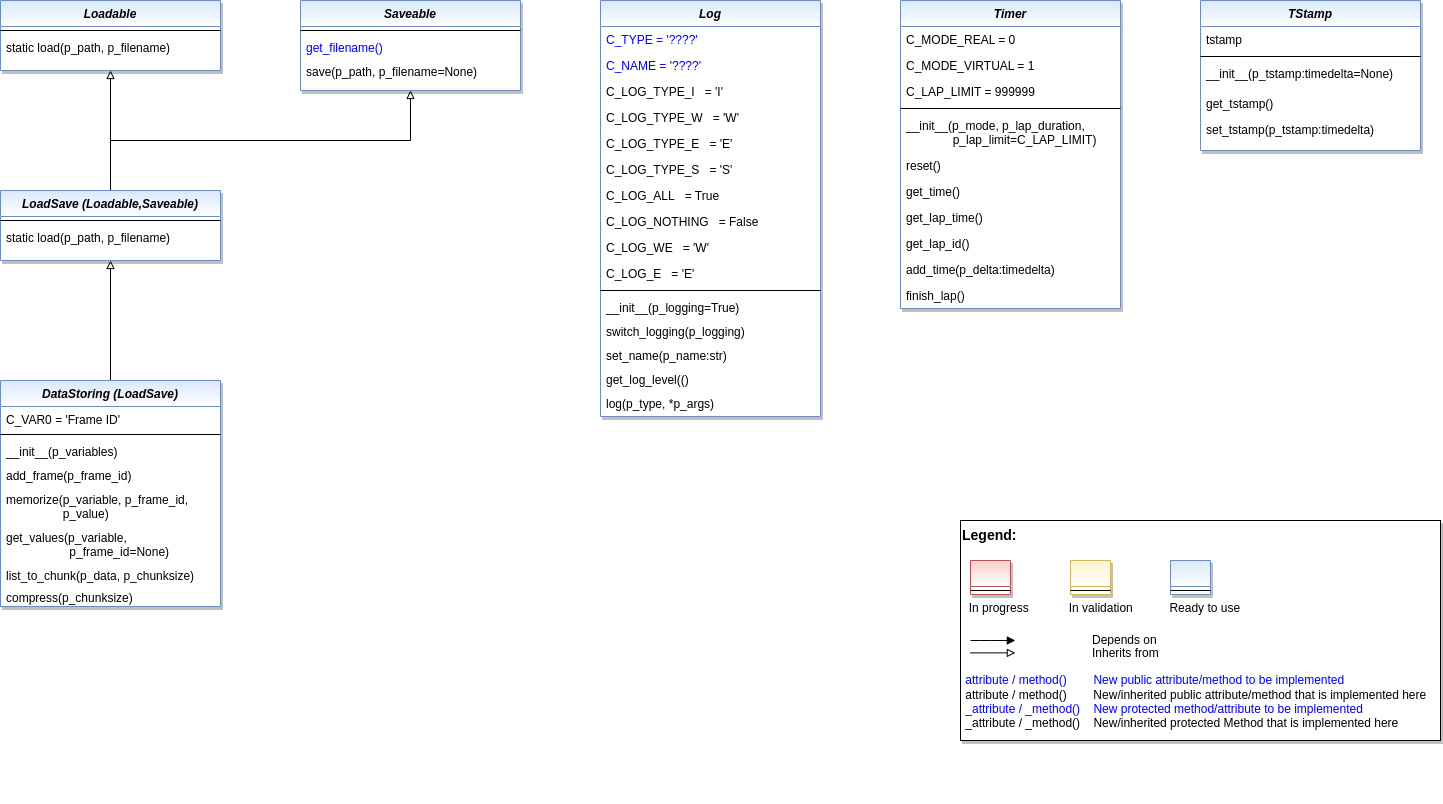 Loadable
static load(p_path, p_filename)
Saveable
get_filename()
save(p_path, p_filename=None)
LoadSave (Loadable,Saveable)
static load(p_path, p_filename)
DataStoring (LoadSave)
C_VAR0 = 'Frame ID'
__init__(p_variables)
add_frame(p_frame_id)
memorize(p_variable, p_frame_id,
p_value)
get_values(p_variable,
p_frame_id=None)
list_to_chunk(p_data, p_chunksize)
compress(p_chunksize)
Log
C_TYPE = '????'
C_NAME = '????'
C_LOG_TYPE_I = 'I'
C_LOG_TYPE_W = 'W'
C_LOG_TYPE_E = 'E'
C_LOG_TYPE_S = 'S'
C_LOG_ALL = True
C_LOG_NOTHING = False
C_LOG_WE = 'W'
C_LOG_E = 'E'
__init__(p_logging=True)
switch_logging(p_logging)
set_name(p_name:str)
get_log_level(()
log(p_type, *p_args)
Timer
C_MODE_REAL = 0
C_MODE_VIRTUAL = 1
C_LAP_LIMIT = 999999
__init__(p_mode, p_lap_duration,
p_lap_limit=C_LAP_LIMIT)
reset()
get_time()
get_lap_time()
get_lap_id()
add_time(p_delta:timedelta)
finish_lap()
TStamp
tstamp
__init__(p_tstamp:timedelta=None)
get_tstamp()
set_tstamp(p_tstamp:timedelta)
Legend:
In progress
In validation
Ready to use
Depends on
Inherits from
attribute / method() New public attribute/method to be implemented
attribute / method() New/inherited public attribute/method that is implemented here
_attribute / _method() New protected method/attribute to be implemented
_attribute / _method() New/inherited protected Method that is implemented here